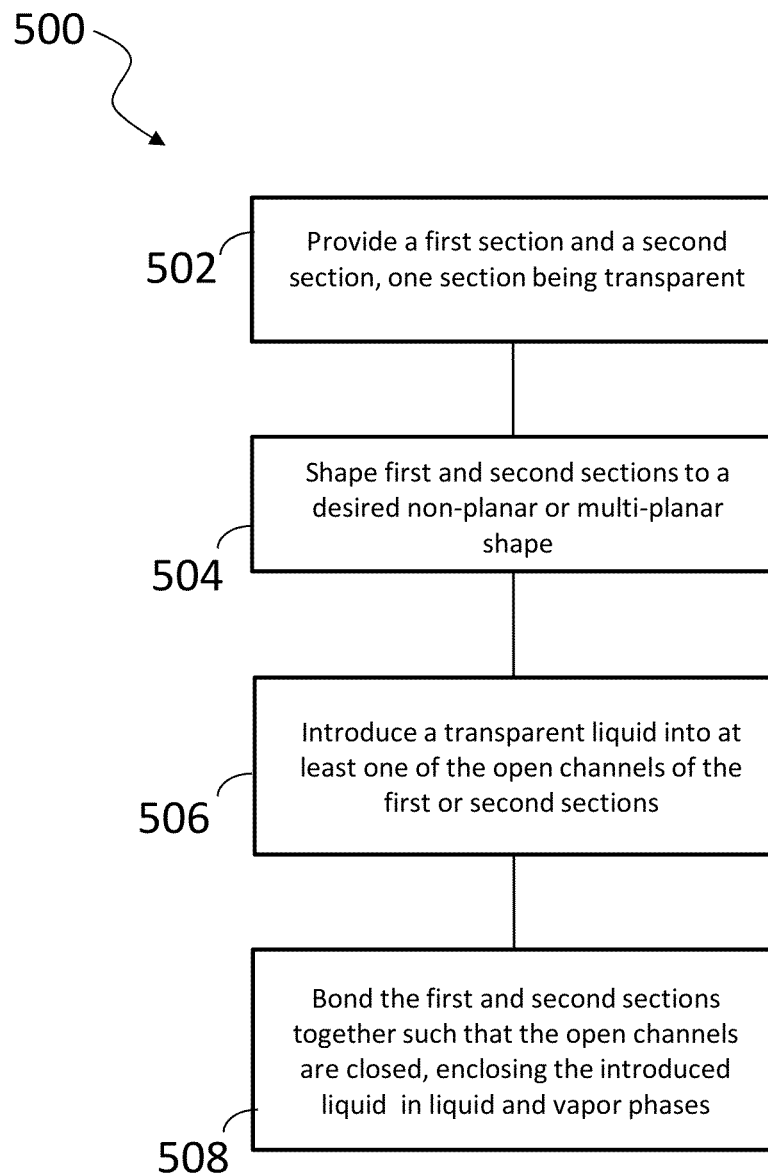 500
502
Provide a first section and a second
section, one section being transparent
504
Shape first and second sections to a
desired non-planar or multi-planar
shape
506
Introduce a transparent liquid into at
least one of the open channels of the
first or second sections
508
Bond the first and second sections
together such that the open channels
are closed, enclosing the introduced
liquid in liquid and vapor phases